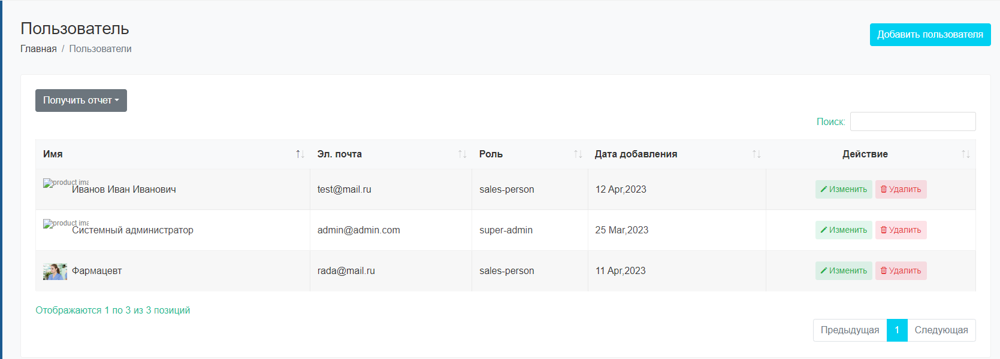 Пользователь
Главная / Пользователи
Добавить пользователя
Получить отчет
Поиск:
Имя Эл. почта Роль Дата добавления Действие
product ima
Иванов Иван Иванович test@mail.ru sales-person 12 Apr,2023 Изменить Удалить
product ima
Системный администратор admin@admin.com super-admin 25 Mar,2023 Изменить Удалить
Фармацевт rada@mail.ru sales-person 11 Apr,2023 Изменить Удалить
Отображаются 1 по 3 из 3 позиций
Предыдущая 1 Следующая